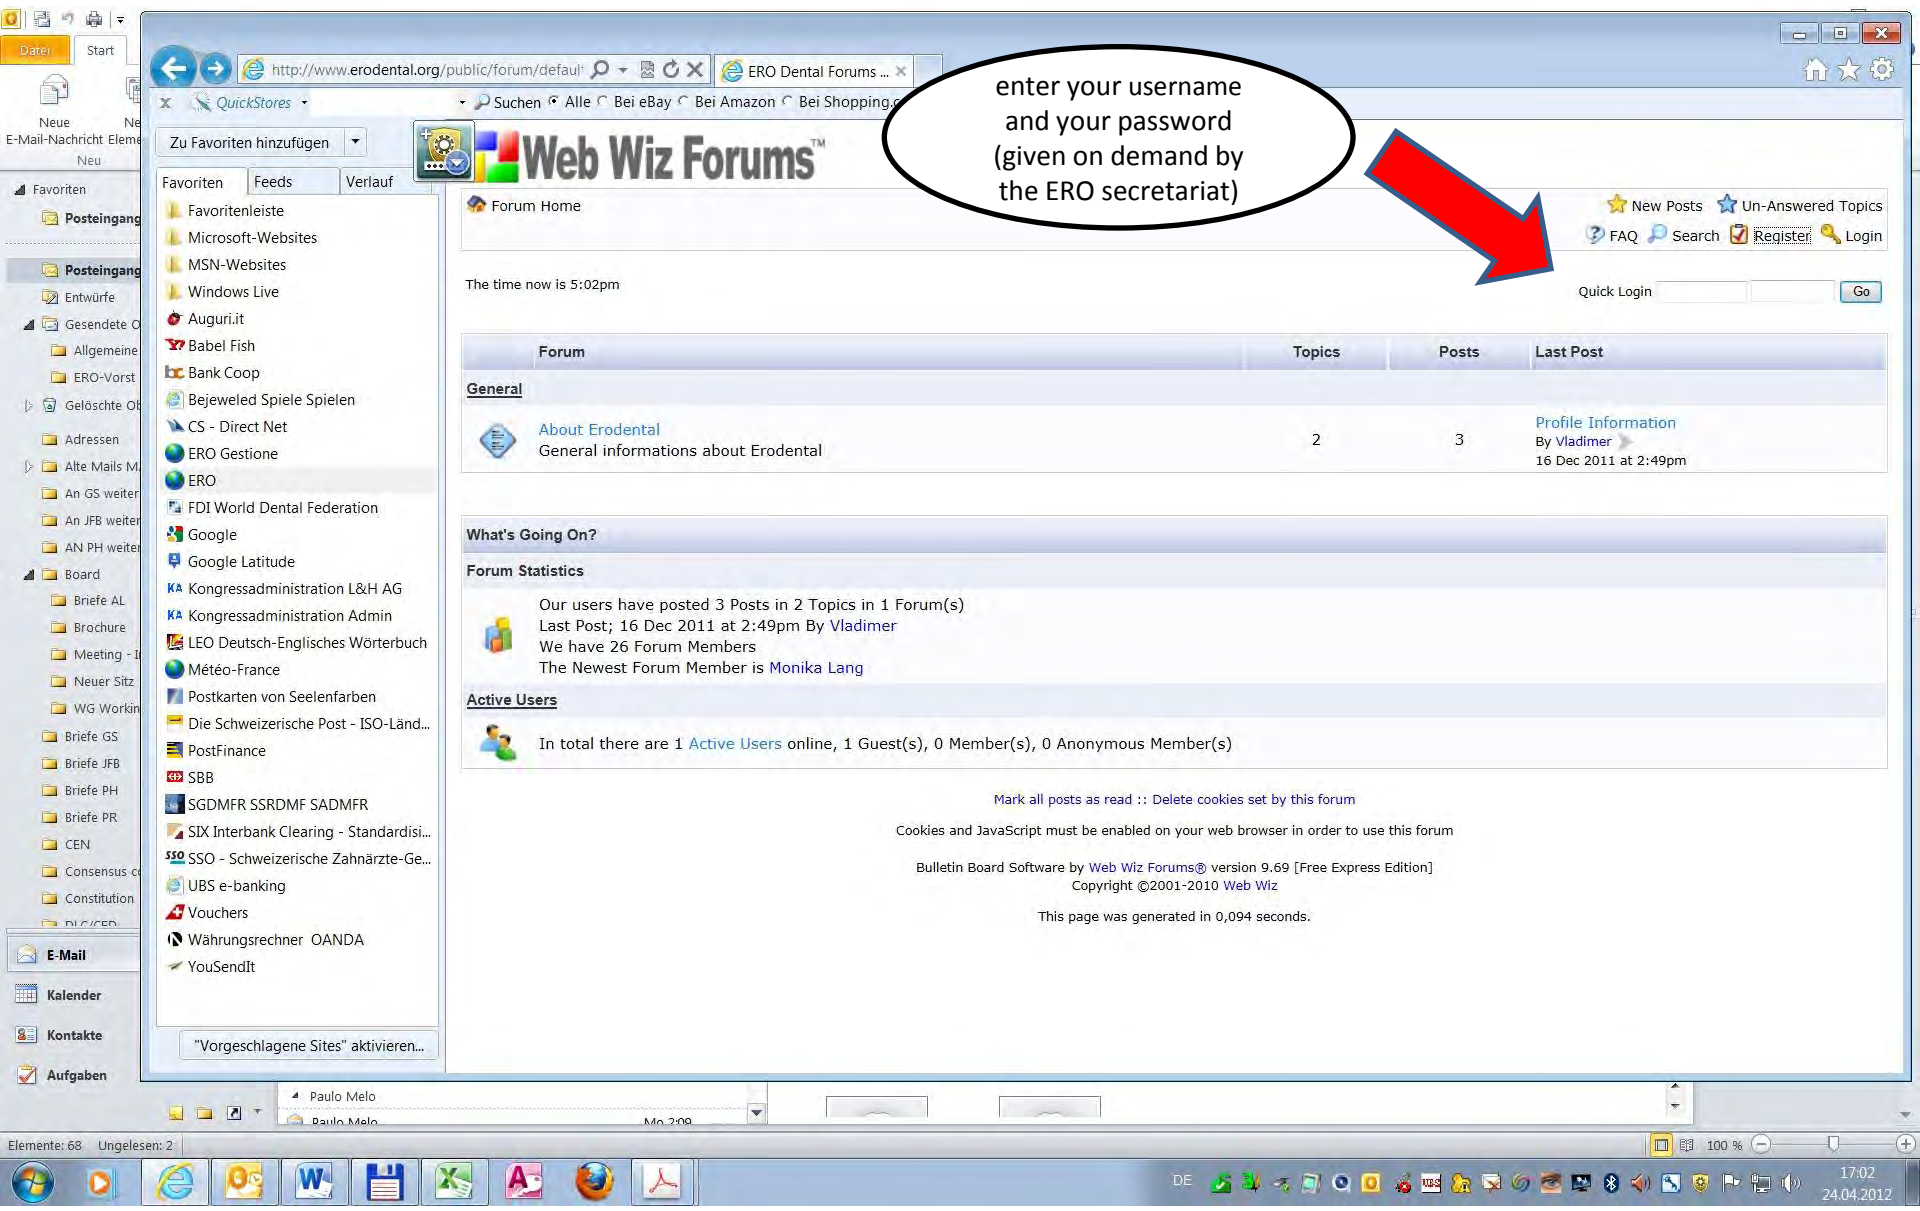 Datei
Start
Neue
Ne
E-Mail-Nachricht Eleme
Neu
Favoriten
Posteingang
Posteingang
Entwürfe
Gesendete O
Allgemeine
ERO-Vorst
Gelöschte Ob
Adressen
Alte Mails M
An GS weiter
An JFB weiter
AN PH weiter
Board
Briefe AL
Brochure
Meeting - I
Neuer Sitz
WG Workin
Briefe GS
Briefe JFB
Briefe PH
Briefe PR
CEN
Consensus co
Constitution
DLC/CED
E-Mail
Kalender
Kontakte
Aufgaben
http://www.erodental.org/public/forum/defaul
ERO Dental Forums ...
x QuickStores
Suchen Alle Bei eBay Bei Amazon Bei Shopping.
Zu Favoriten hinzufügen
Favoriten Feeds Verlauf
Favoritenleiste
Microsoft-Websites
MSN-Websites
Windows Live
Auguri.it
Babel Fish
Bank Coop
Bejeweled Spiele Spielen
CS - Direct Net
ERO Gestione
ERO
FDI World Dental Federation
Google
Google Latitude
KA Kongressadministration L&H AG
KA Kongressadministration Admin
LEO Deutsch-Englisches Wörterbuch
Météo-France
Postkarten von Seelenfarben
Die Schweizerische Post - ISO-Länd...
PostFinance
SBB
SGDMFR SSRDMF SADMFR
SIX Interbank Clearing - Standardisi...
SSO SSO - Schweizerische Zahnärzte-Ge...
UBS e-banking
Vouchers
Währungsrechner OANDA
YouSendIt
"Vorgeschlagene Sites" aktivieren...
Web Wiz Forums™
enter your username
and your password
(given on demand by
the ERO secretariat)
Forum Home
New Posts Un-Answered Topics
FAQ Search Register Login
The time now is 5:02pm
Quick Login Go
Forum Topics Posts Last Post
General
About Erodental
General informations about Erodental
2 3
Profile Information
By Vladimer
16 Dec 2011 at 2:49pm
What's Going On?
Forum Statistics
Our users have posted 3 Posts in 2 Topics in 1 Forum(s)
Last Post; 16 Dec 2011 at 2:49pm By Vladimer
We have 26 Forum Members
The Newest Forum Member is Monika Lang
Active Users
In total there are 1 Active Users online, 1 Guest(s), 0 Member(s), 0 Anonymous Member(s)
Mark all posts as read :: Delete cookies set by this forum
Cookies and JavaScript must be enabled on your web browser in order to use this forum
Bulletin Board Software by Web Wiz Forums® version 9.69 [Free Express Edition]
Copyright ©2001-2010 Web Wiz
This page was generated in 0,094 seconds.
Paulo Melo
Paulo Melo Mo 2:09
Elemente: 68 Ungelesen: 2
100 %
DE
17:02
24.04.2012